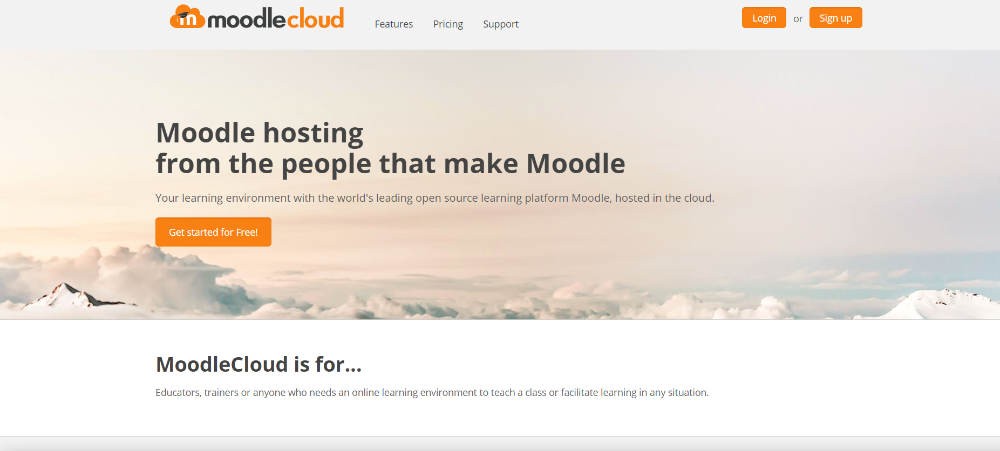 moodlecloud
Features Pricing Support
Login or Sign up
Moodle hosting
from the people that make Moodle
Your learning environment with the world's leading open source learning platform Moodle, hosted in the cloud.
Get started for Free!
MoodleCloud is for...
Educators, trainers or anyone who needs an online learning environment to teach a class or facilitate learning in any situation.